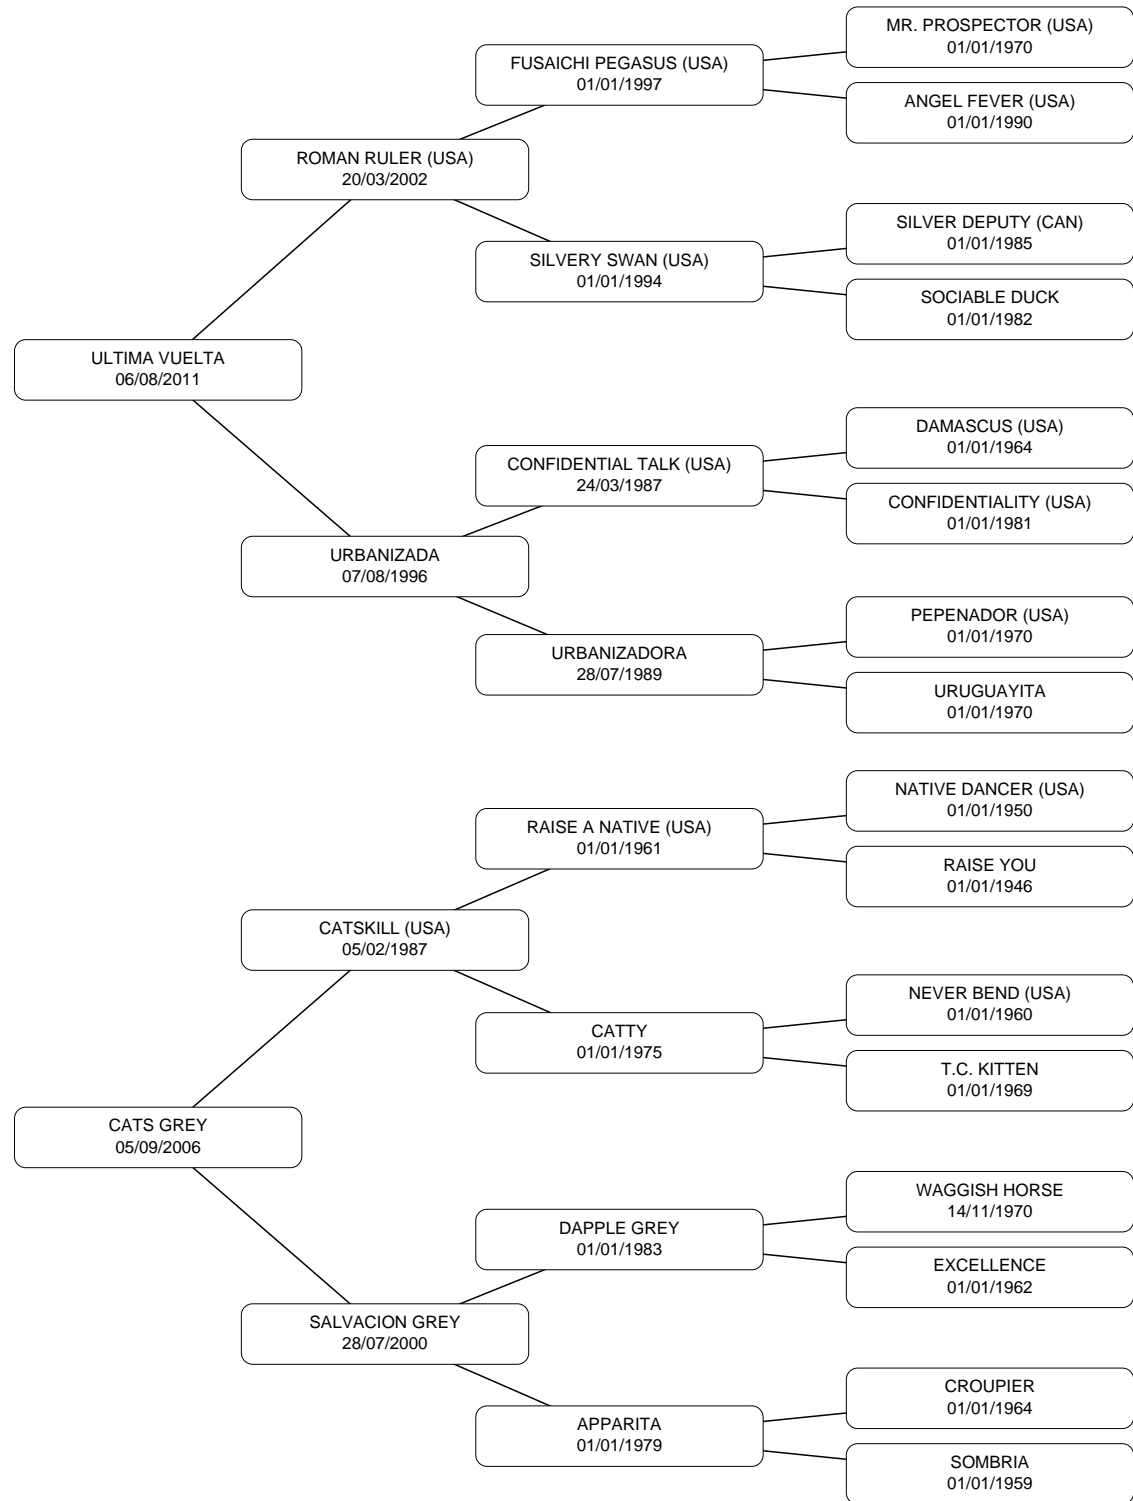 MR. PROSPECTOR (USA)
01/01/1970
FUSAICHI PEGASUS (USA)
01/01/1997
ANGEL FEVER (USA)
01/01/1990
ROMAN RULER (USA)
20/03/2002
SILVER DEPUTY (CAN)
01/01/1985
SILVERY SWAN (USA)
01/01/1994
SOCIABLE DUCK
01/01/1982
ULTIMA VUELTA
06/08/2011
DAMASCUS (USA)
01/01/1964
CONFIDENTIAL TALK (USA)
24/03/1987
CONFIDENTIALITY (USA)
01/01/1981
URBANIZADA
07/08/1996
PEPENADOR (USA)
01/01/1970
URBANIZADORA
28/07/1989
URUGUAYITA
01/01/1970
NATIVE DANCER (USA)
01/01/1950
RAISE A NATIVE (USA)
01/01/1961
RAISE YOU
01/01/1946
CATSKILL (USA)
05/02/1987
NEVER BEND (USA)
01/01/1960
CATTY
01/01/1975
T.C. KITTEN
01/01/1969
CATS GREY
05/09/2006
WAGGISH HORSE
14/11/1970
DAPPLE GREY
01/01/1983
EXCELLENCE
01/01/1962
SALVACION GREY
28/07/2000
CROUPIER
01/01/1964
APPARITA
01/01/1979
SOMBRIA
01/01/1959